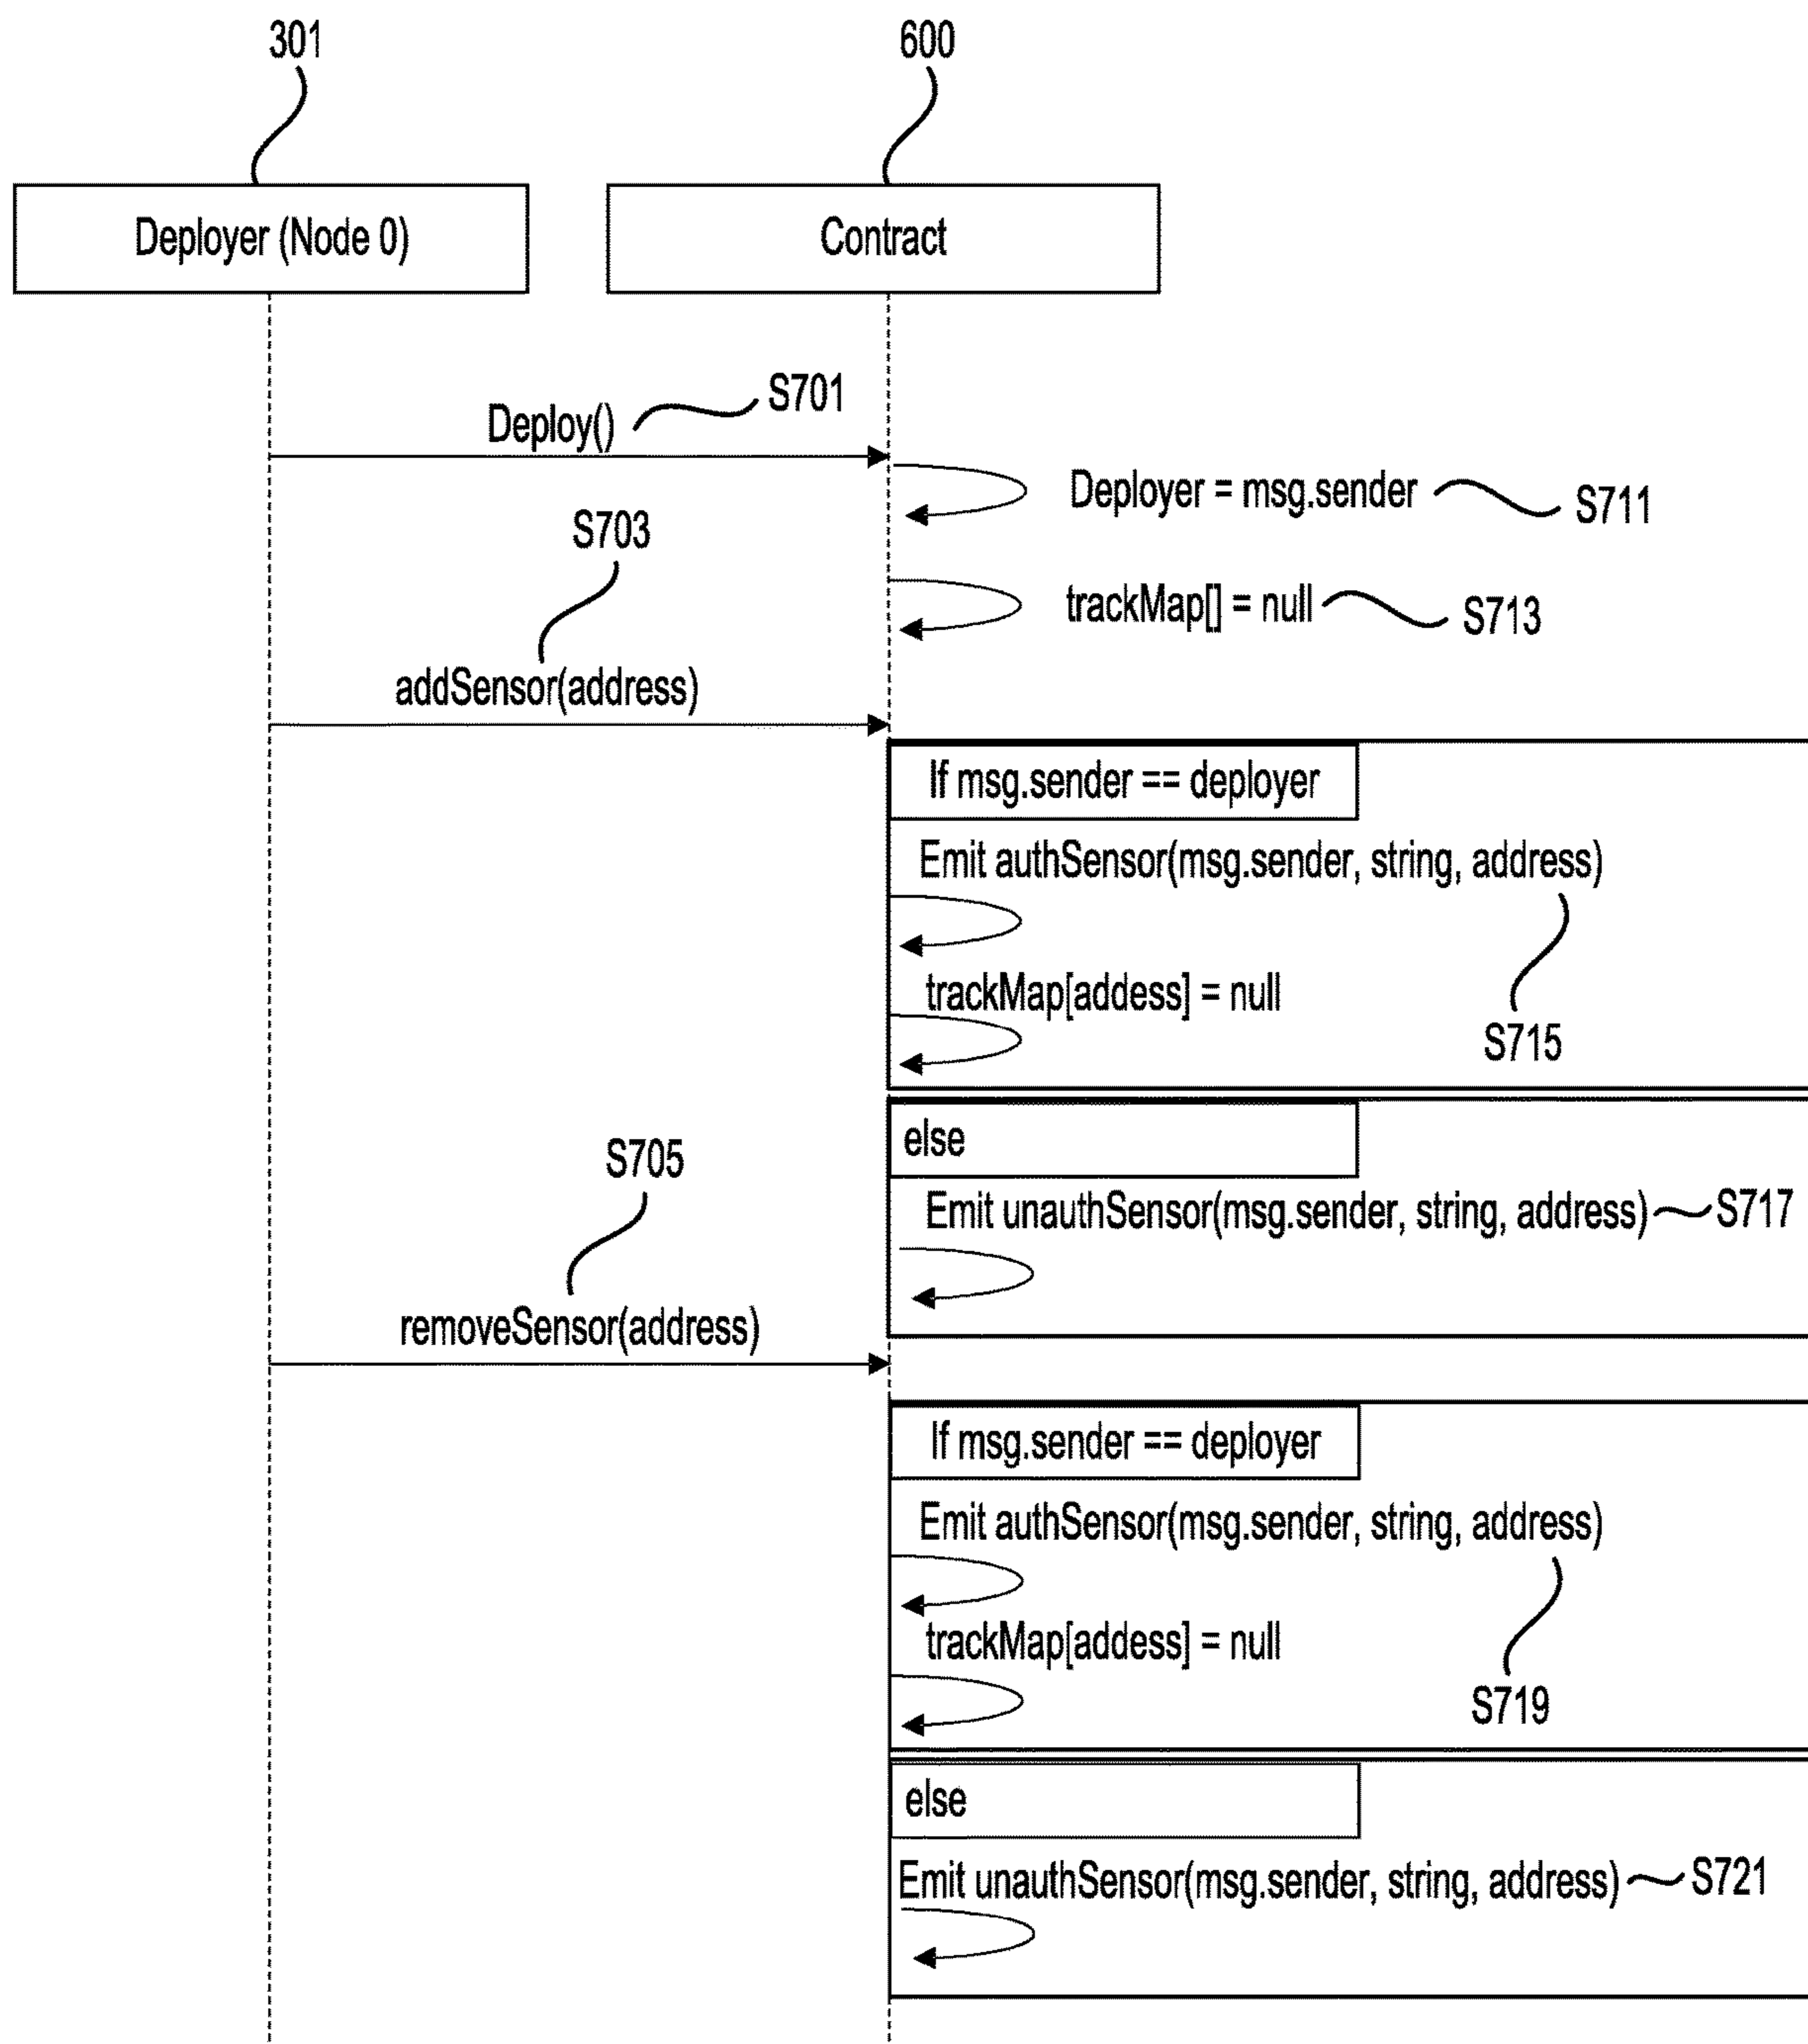 301
600
Deployer (Node 0)
Contract
S701
Deploy()
Deployer = msg.sender
S711
S703
trackMap[] = null
S713
addSensor(address)
If msg.sender == deployer
Emit authSensor(msg.sender, string, address)
trackMap[addess] = null
S715
else
S705
Emit unauthSensor(msg.sender, string, address)
S717
removeSensor(address)
If msg.sender == deployer
Emit authSensor(msg.sender, string, address)
trackMap[addess] = null
S719
else
Emit unauthSensor(msg.sender, string, address)
S721